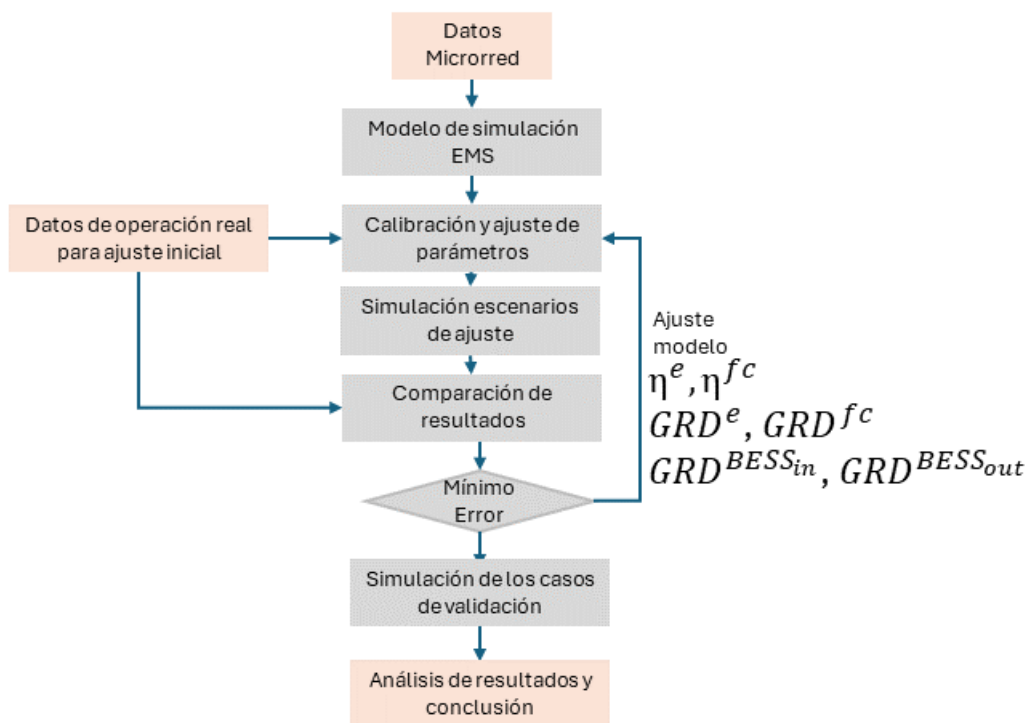 Datos
Microrred
Modelo de simulación
EMS
Datos de operación real
para ajuste inicial
Calibración y ajuste de
parámetros
Simulación escenarios
de ajuste
Ajuste
modelo
η^e, η^fc
GRD^e, GRD^fc
GRD^BESS_in, GRD^BESS_out
Comparación de
resultados
Mínimo
Error
Simulación de los casos
de validación
Análisis de resultados y
conclusión